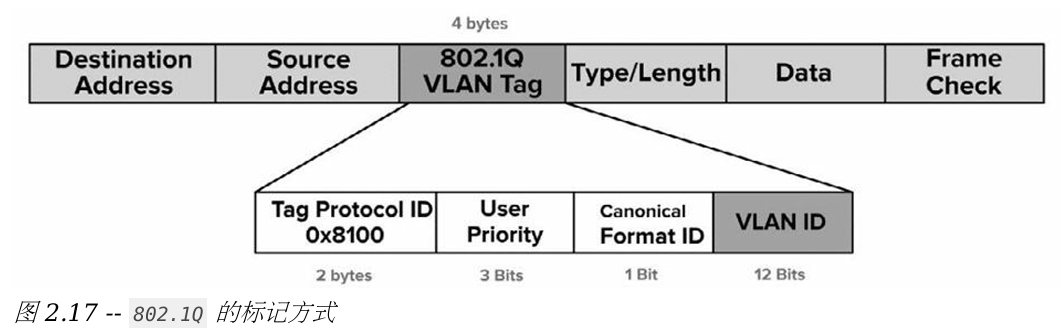 4 bytes
Destination Address
Source Address
802.1Q VLAN Tag
Type/Length
Data
Frame Check
Tag Protocol ID 0x8100
User Priority
Canonical Format ID
VLAN ID
2 bytes
3 Bits
1 Bit
12 Bits
图 2.17 -- 802.1Q 的标记方式